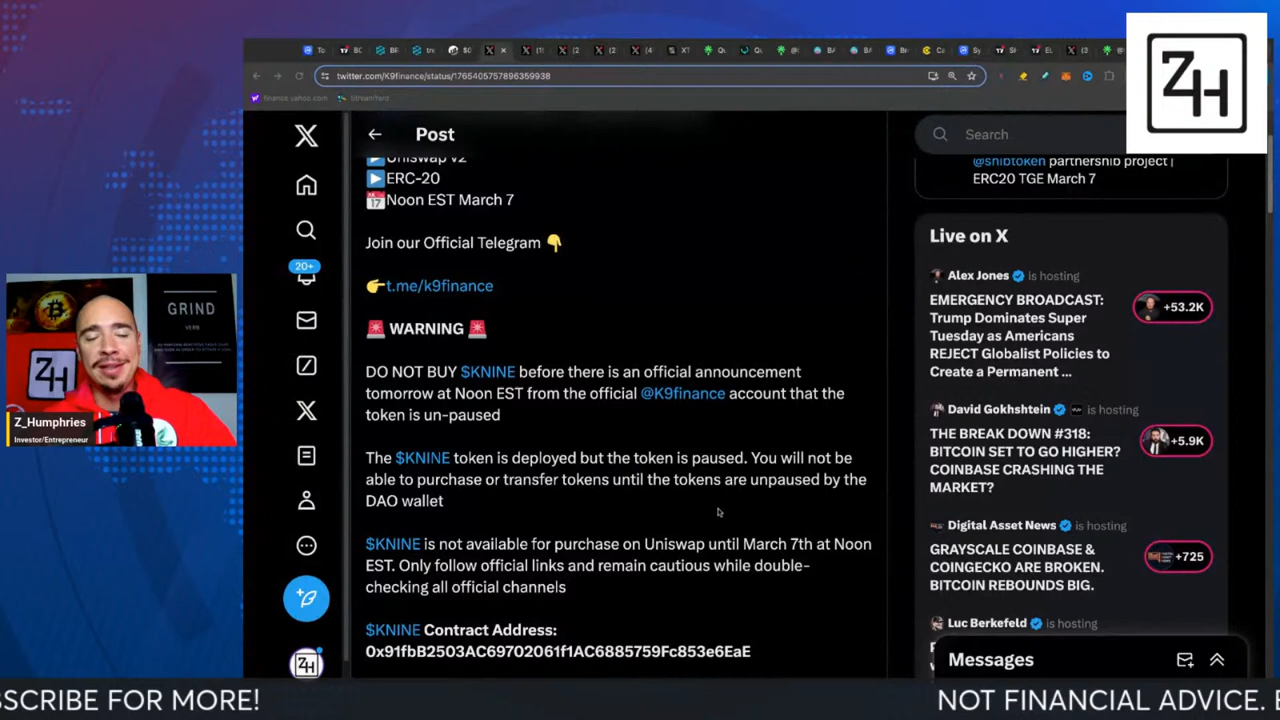 twitter.com/K9finance/status/1765405757896359938
finance.yahoo.com
StreamYard
ZH
Post
Search
Uniswap v2
ERC-20
17 Noon EST March 7
Join our Official Telegram 👇
👉t.me/k9finance
🚨 WARNING 🚨
DO NOT BUY $KNINE before there is an official announcement
tomorrow at Noon EST from the official @K9finance account that the
token is un-paused
The $KNINE token is deployed but the token is paused. You will not be
able to purchase or transfer tokens until the tokens are unpaused by the
DAO wallet
$KNINE is not available for purchase on Uniswap until March 7th at Noon
EST. Only follow official links and remain cautious while double-
checking all official channels
$KNINE Contract Address:
0x91fbB2503AC69702061f1AC6885759Fc853e6EaE
20+
@shibtoken partnership project |
ERC20 TGE March 7
Live on X
Alex Jones is hosting
EMERGENCY BROADCAST:
Trump Dominates Super
Tuesday as Americans
REJECT Globalist Policies to
Create a Permanent ...
+53.2K
David Gokhshtein is hosting
THE BREAK DOWN #318:
BITCOIN SET TO GO HIGHER?
COINBASE CRASHING THE
MARKET?
+5.9K
Digital Asset News is hosting
GRAYSCALE COINBASE &
COINGECKO ARE BROKEN.
BITCOIN REBOUNDS BIG.
+725
Luc Berkefeld is hosting
Messages
GRIND
VERB
ZH
Z_Humphries
Investor/Entrepreneur
ZH
BSCRIBE FOR MORE!
NOT FINANCIAL ADVICE.